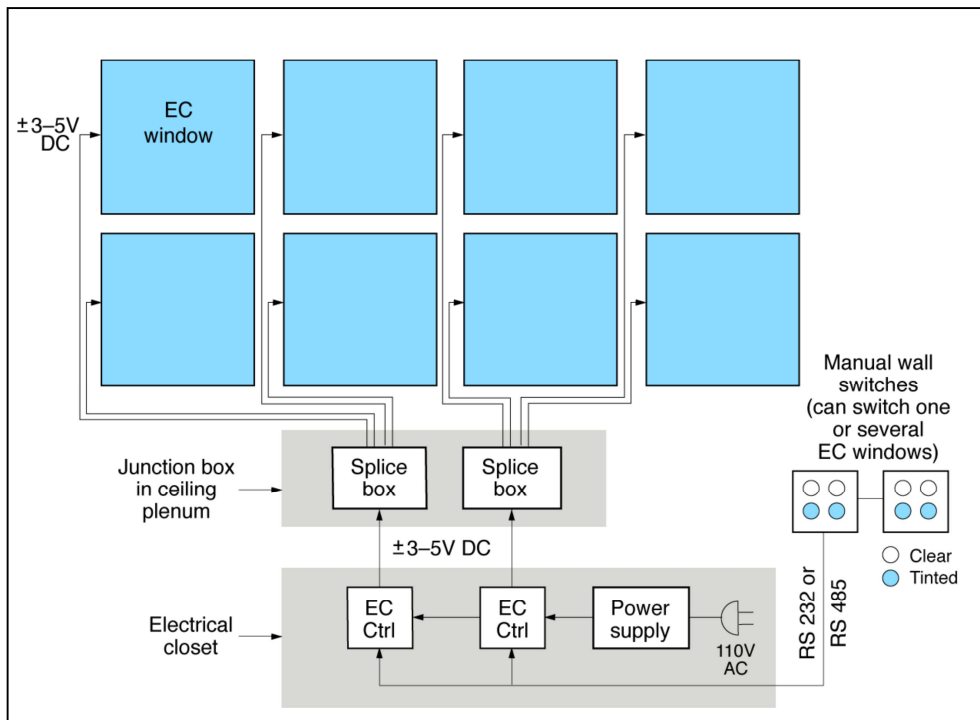 EC
window
±3–5V
DC
Manual wall
switches
(can switch one
or several
EC windows)
Junction box
in ceiling
plenum
Splice
box
Splice
box
Clear
Tinted
±3–5V DC
Electrical
closet
EC
Ctrl
EC
Ctrl
Power
supply
110V
AC
RS 232 or
RS 485